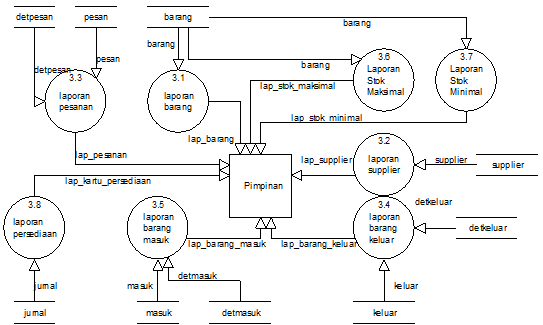 detpesan
pesan
barang
barang
barang
pesan
detpesan
barang
3.3
laporan
pesanan
3.1
laporan
barang
3.6
Laporan
Stok
Maksimal
3.7
Laporan
Stok
Minimal
lap_stok_maksimal
lap_stok_minimal
lap_barang
lap_pesanan
lap_supplier
3.2
laporan
supplier
supplier
supplier
lap_kartu_persediaan
Pimpinan
3.8
laporan
persediaan
3.5
laporan
barang
masuk
3.4
laporan
barang
keluar
detkeluar
detkeluar
lap_barang_masuk
lap_barang_keluar
jurnal
masuk
detmasuk
keluar
jurnal
masuk
detmasuk
keluar